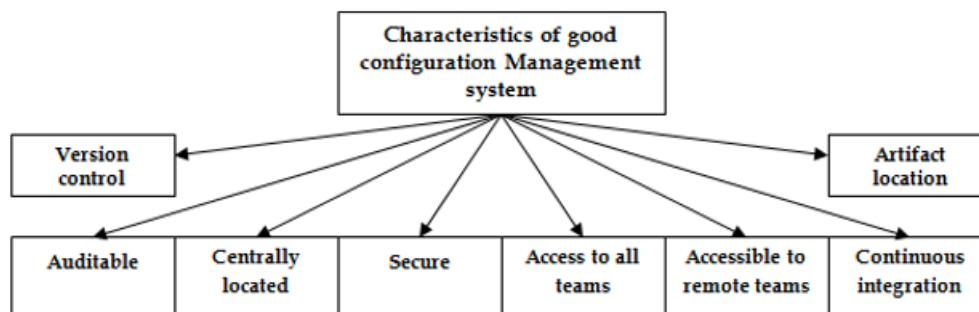 Characteristics of good
configuration Management
system
Version
control
Artifact
location
Auditable
Centrally
located
Secure
Access to all
teams
Accessible to
remote teams
Continuous
integration